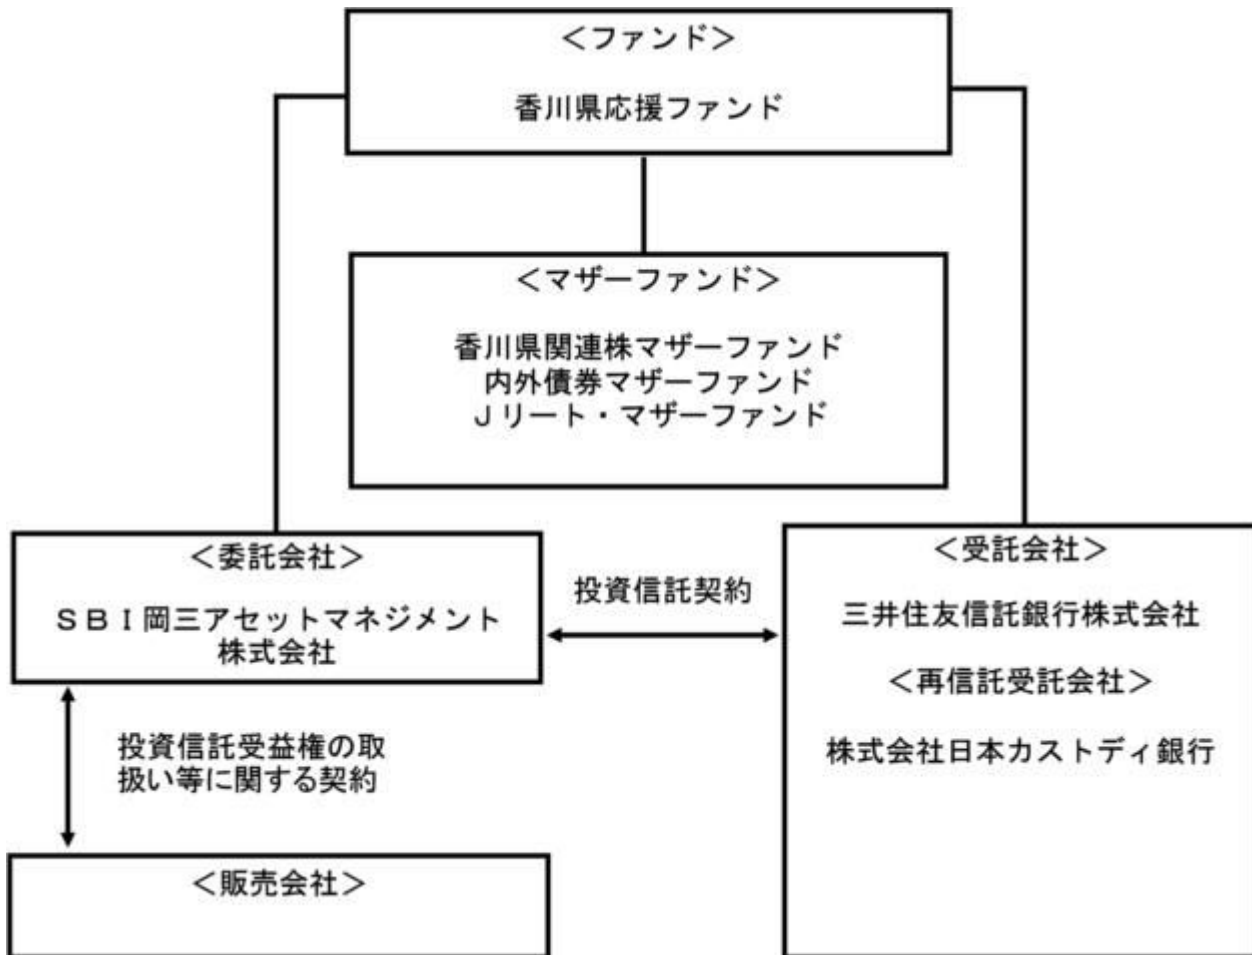 ＜ファンド＞
香川県応援ファンド
＜マザーファンド＞
香川県関連株マザーファンド
内外債券マザーファンド
Ｊリート・マザーファンド
＜委託会社＞
ＳＢＩ岡三アセットマネジメント
株式会社
投資信託契約
＜受託会社＞
三井住友信託銀行株式会社
＜再信託受託会社＞
株式会社日本カストディ銀行
投資信託受益権の取
扱い等に関する契約
＜販売会社＞